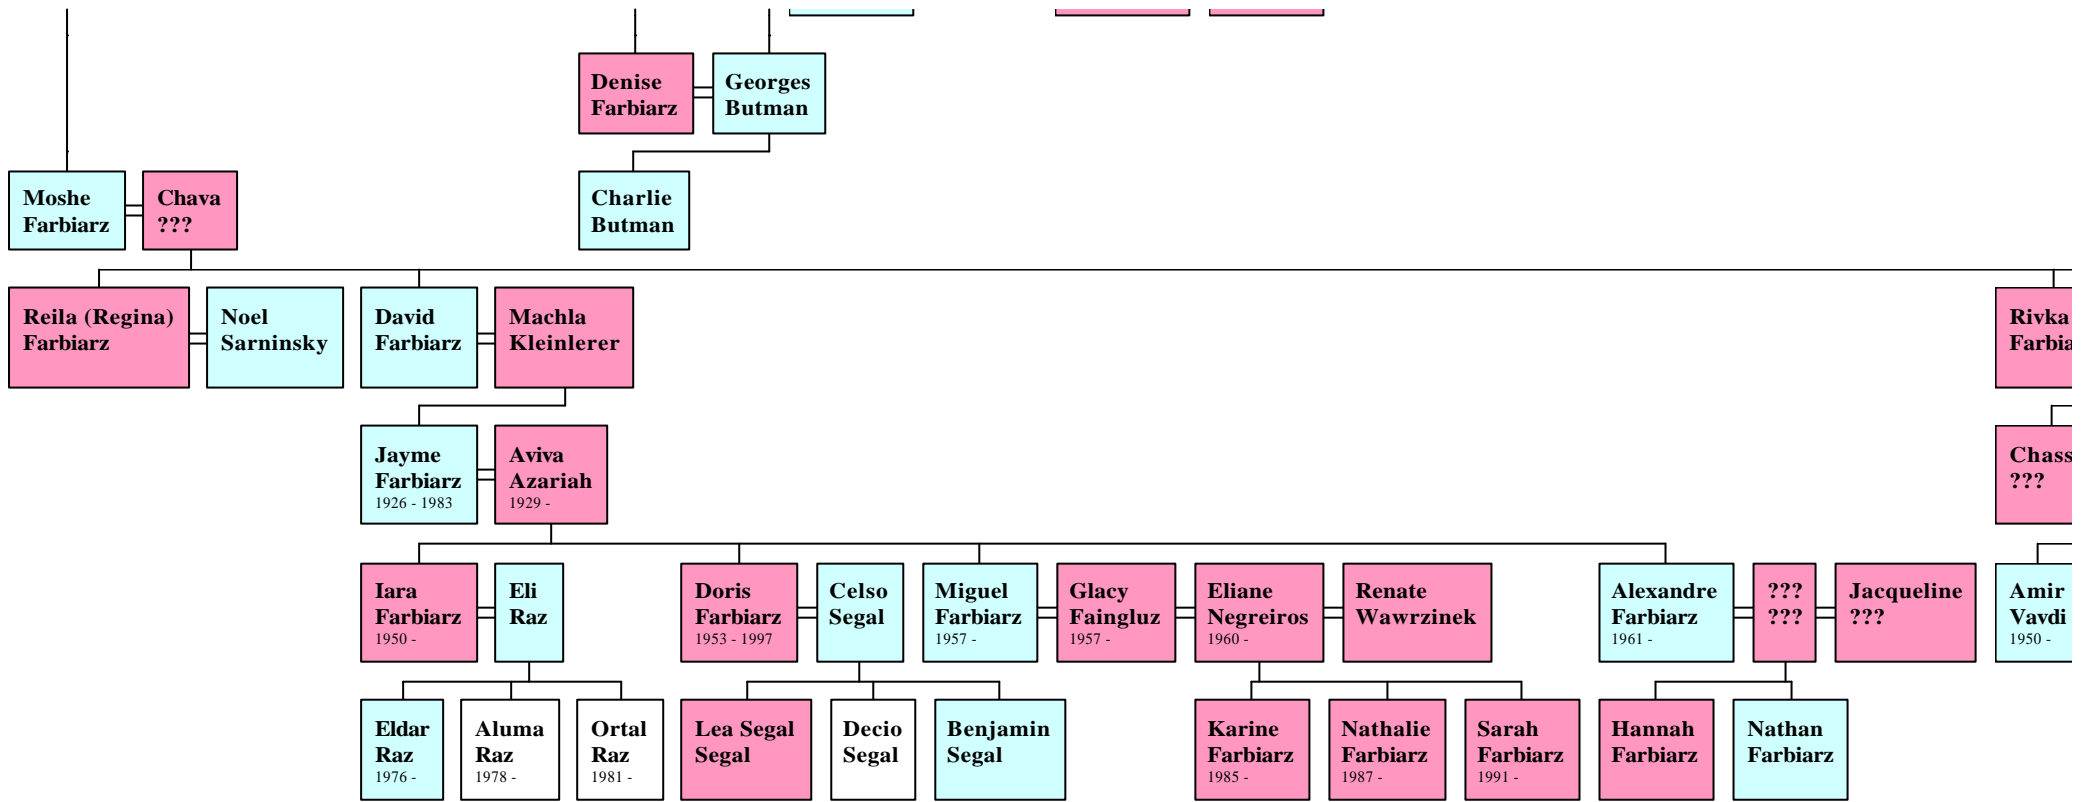 Denise
Farbiarz
Georges
Butman
Moshe
Farbiarz
Chava
???
Charlie
Butman
Reila (Regina)
Farbiarz
Noel
Sarninsky
David
Farbiarz
Machla
Kleinlerer
Rivka
Farbia
Jayme
Farbiarz
1926 - 1983
Aviva
Azariah
1929 -
Chass
???
Iara
Farbiarz
1950 -
Eli
Raz
Doris
Farbiarz
1953 - 1997
Celso
Segal
Miguel
Farbiarz
1957 -
Glacy
Faingluz
1957 -
Eliane
Negreiros
1960 -
Renate
Wawrzinek
Alexandre
Farbiarz
1961 -
???
???
Jacqueline
???
Amir
Vavdi
1950 -
Eldar
Raz
1976 -
Aluma
Raz
1978 -
Ortal
Raz
1981 -
Lea Segal
Segal
Decio
Segal
Benjamin
Segal
Karine
Farbiarz
1985 -
Nathalie
Farbiarz
1987 -
Sarah
Farbiarz
1991 -
Hannah
Farbiarz
Nathan
Farbiarz